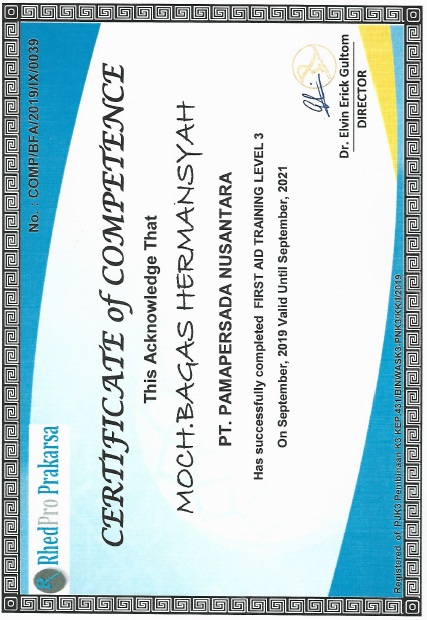 RhedPro Prakarsa
No. : COMP/BFA/2019/IX/0039
CERTIFICATE of COMPETENCE
This Acknowledge That
MOCH.BAGAS HERMANSYAH
PT. PAMAPERSADA NUSANTARA
Has successfully completed FIRST AID TRAINING LEVEL 3
On September, 2019 Valid Until September, 2021
Dr. Elvin Erick Gultom
DIRECTOR
Registered of PJK3 Pembinaan K3 KEP.431/BINWASK3-PNK3/KK/I/2019